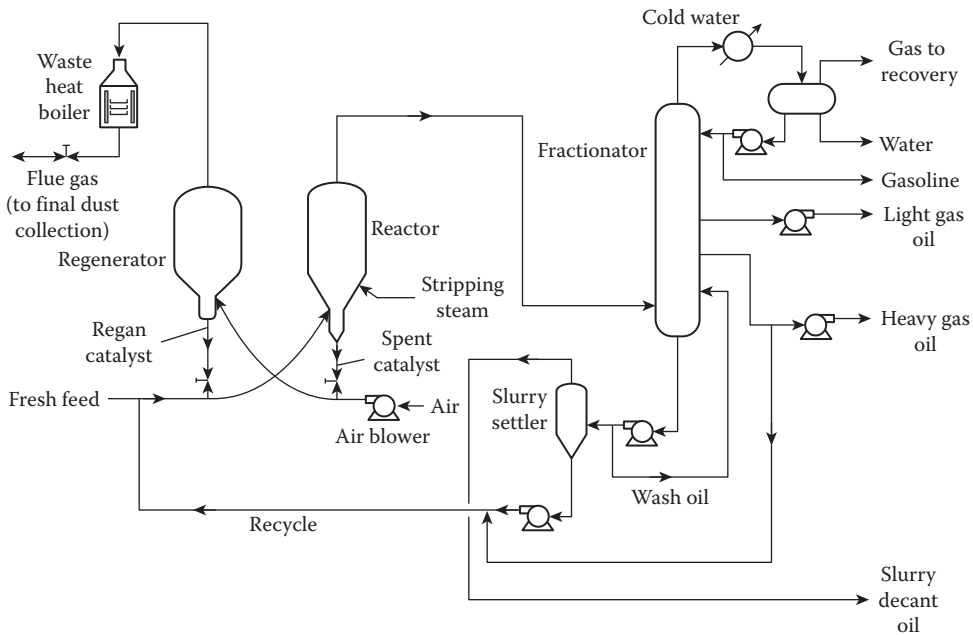 Cold water
Gas to
recovery
Waste
heat
boiler
Fractionator
Water
Flue gas
(to final dust
collection)
Gasoline
Regenerator
Reactor
Light gas
oil
Stripping
steam
Regan
catalyst
Spent
catalyst
Heavy gas
oil
Fresh feed
Air
Air blower
Slurry
settler
Wash oil
Recycle
Slurry
decant
oil